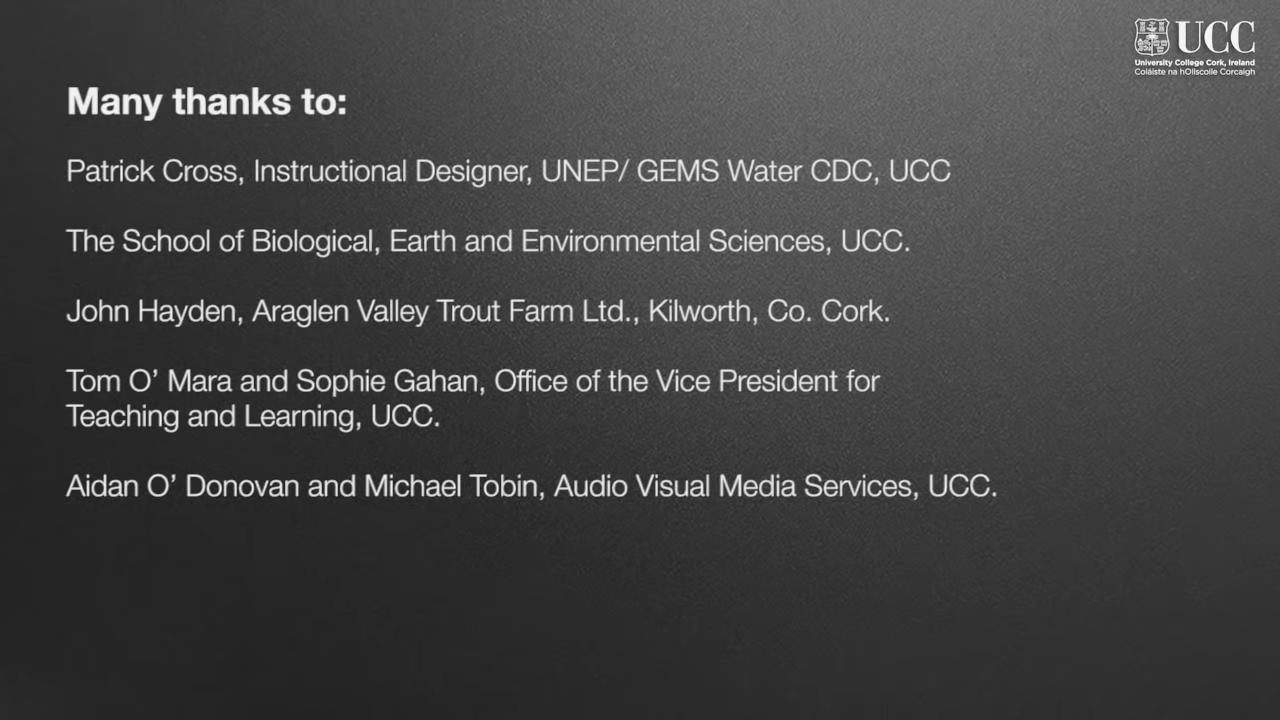 UCC
University College Cork, Ireland
Coláiste na hOllscoile Corcaigh
Many thanks to:
Patrick Cross, Instructional Designer, UNEP/ GEMS Water CDC, UCC
The School of Biological, Earth and Environmental Sciences, UCC.
John Hayden, Araglen Valley Trout Farm Ltd., Kilworth, Co. Cork.
Tom O’ Mara and Sophie Gahan, Office of the Vice President for
Teaching and Learning, UCC.
Aidan O’ Donovan and Michael Tobin, Audio Visual Media Services, UCC.